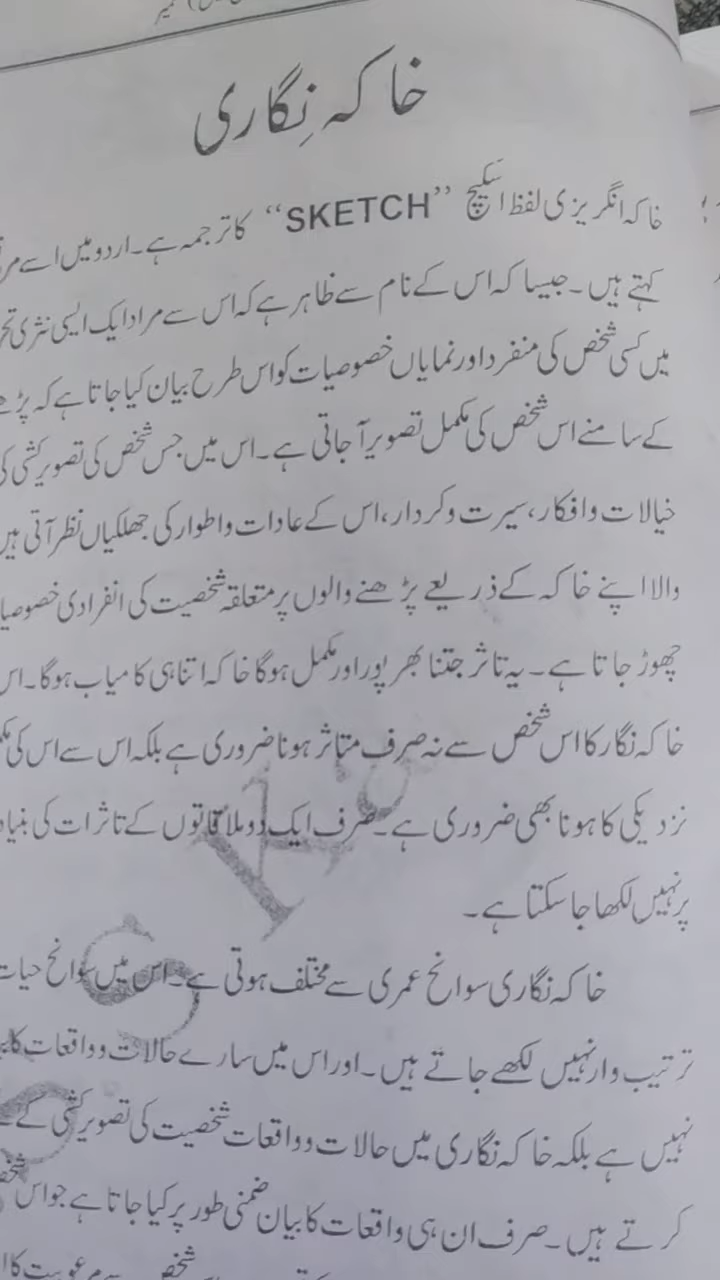 خاکہ نِگاری
خاکہ انگریزی لفظ اسکیچ "SKETCH" کا ترجمہ ہے۔ اردو میں اسے
کہتے ہیں۔ جیسا کہ اس کے نام سے ظاہر ہے کہ اس سے مراد ایک ایسی نثری
میں کسی شخص کی منفرد اور نمایاں خصوصیات کو اس طرح بیان کیا جاتا ہے کہ
کے سامنے اس شخص کی مکمل تصویر آ جاتی ہے۔ اس میں جس شخص کی تصویر کشی
خیالات و افکار، سیرت و کردار، اس کے عادات و اطوار کی جھلکیاں نظر آتی ہیں
والا اپنے خاکہ کے ذریعے پڑھنے والوں پر متعلقہ شخصیت کی انفرادی
چھوڑ جاتا ہے۔ یہ تاثر جتنا بھر پور اور مکمل ہوگا خاکہ اتنا ہی کامیاب ہوگا۔ اس
خاکہ نگار کا اس شخص سے نہ صرف متاثر ہونا ضروری ہے بلکہ اس سے اس کی
نزدیکی کا ہونا بھی ضروری ہے۔ صرف ایک دو ملاقاتوں کے تاثرات کی
پر نہیں لکھا جا سکتا ہے۔
خاکہ نگاری سوانح عمری سے مختلف ہوتی ہے۔ اس میں سوانح حیات
ترتیب وار نہیں لکھے جاتے ہیں۔ اور اس میں سارے حالات و واقعات کا
نہیں ہے بلکہ خاکہ نگاری میں حالات و واقعات شخصیت کی تصویر کشی کے
کرتے ہیں۔ صرف ان ہی واقعات کا بیان ضمنی طور پر کیا جاتا ہے جو اس